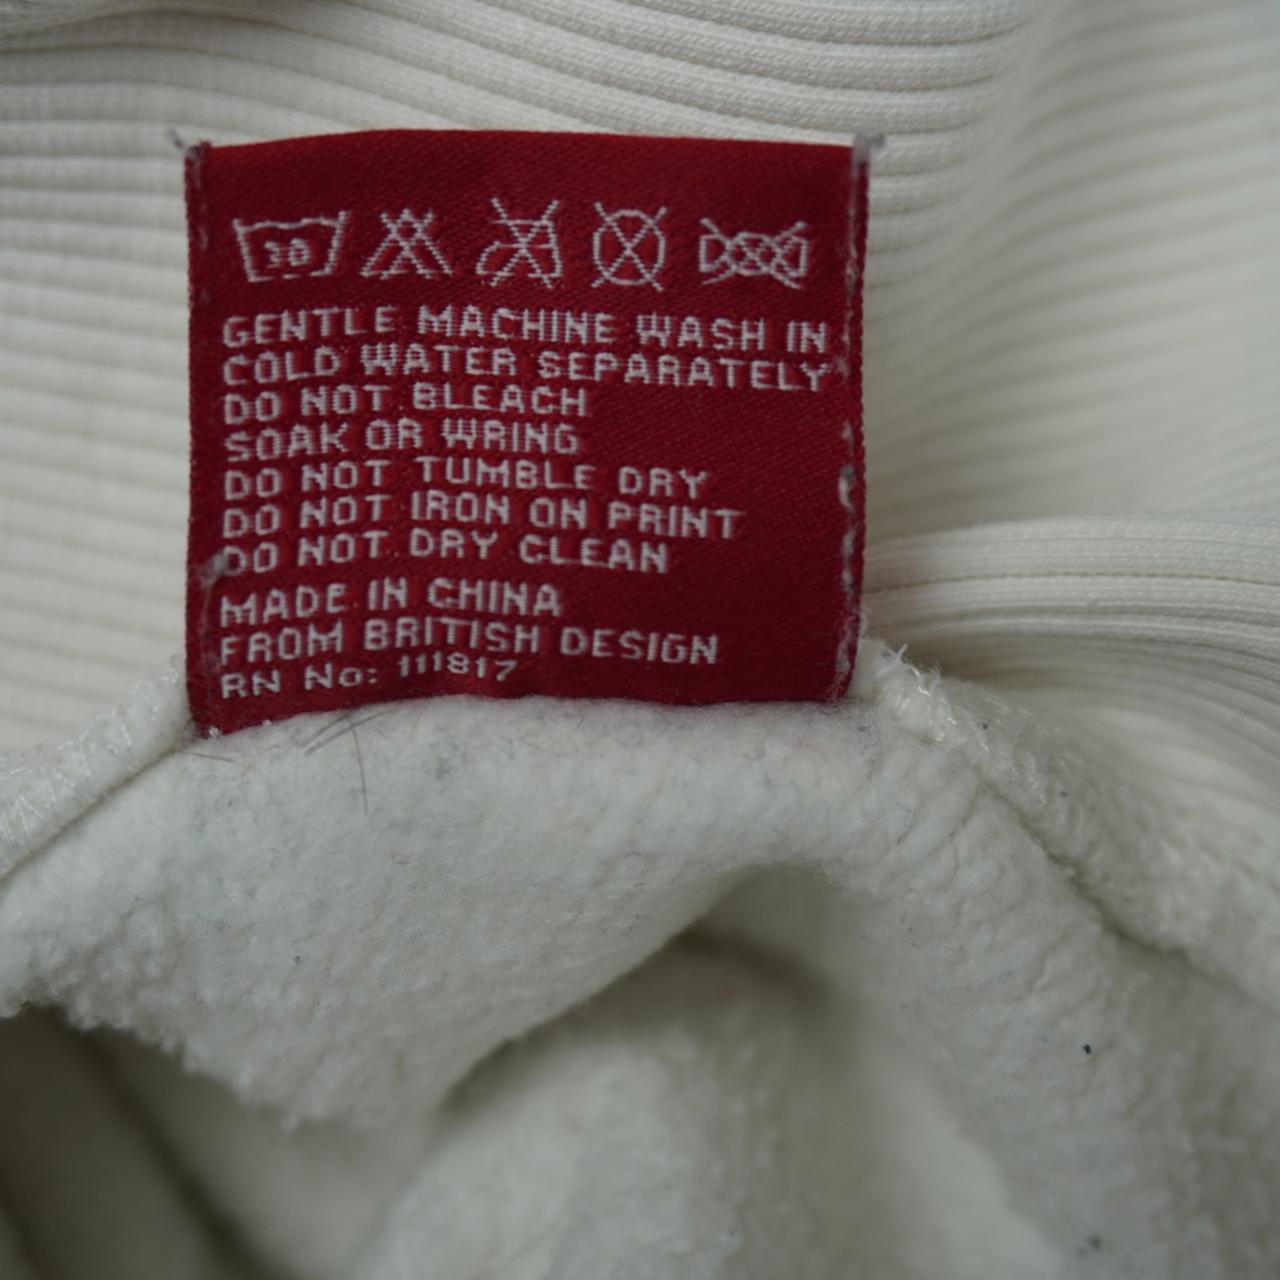 30
GENTLE MACHINE WASH IN
COLD WATER SEPARATELY
DO NOT BLEACH
SOAK OR WRING
DO NOT TUMBLE DRY
DO NOT IRON ON PRINT
DO NOT DRY CLEAN
MADE IN CHINA
FROM BRITISH DESIGN
RN No: 111817